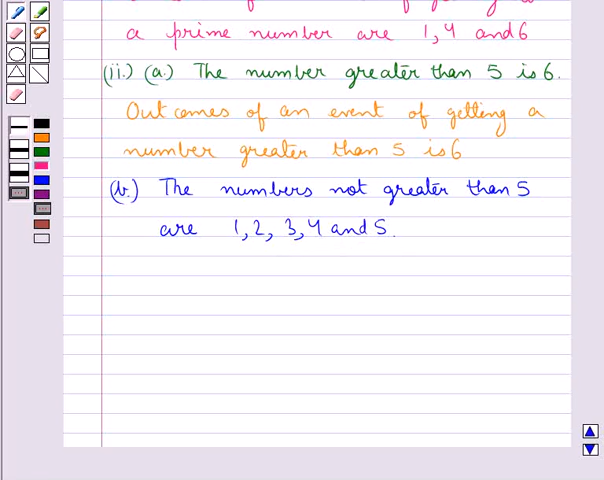 a prime number are 1,4 and 6
(ii.) (a.) The number greater than 5 is 6.
Outcomes of an event of getting a
number greater than 5 is 6
(b.) The numbers not greater than 5
are 1, 2, 3, 4 and 5.